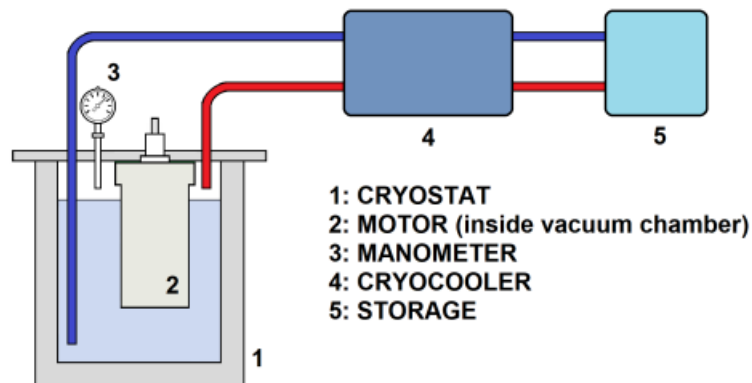 3
4
5
1: CRYOSTAT
2: MOTOR (inside vacuum chamber)
3: MANOMETER
4: CRYOCOOLER
5: STORAGE
2
1